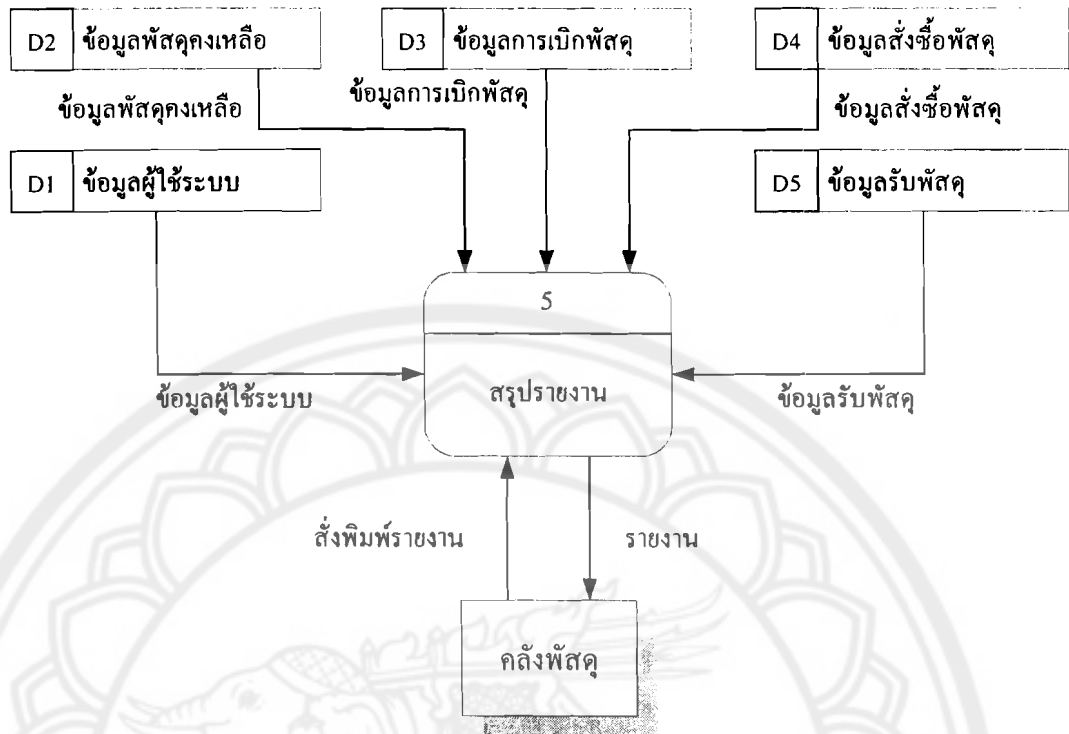 D2 ข้อมูลพัสดุคงเหลือ
D3 ข้อมูลการเบิกพัสดุ
D4 ข้อมูลสั่งซื้อพัสดุ
ข้อมูลพัสดุคงเหลือ
ข้อมูลการเบิกพัสดุ
ข้อมูลสั่งซื้อพัสดุ
D1 ข้อมูลผู้ใช้ระบบ
D5 ข้อมูลรับพัสดุ
5
สรุปรายงาน
ข้อมูลผู้ใช้ระบบ
ข้อมูลรับพัสดุ
สั่งพิมพ์รายงาน
รายงาน
คลังพัสดุ